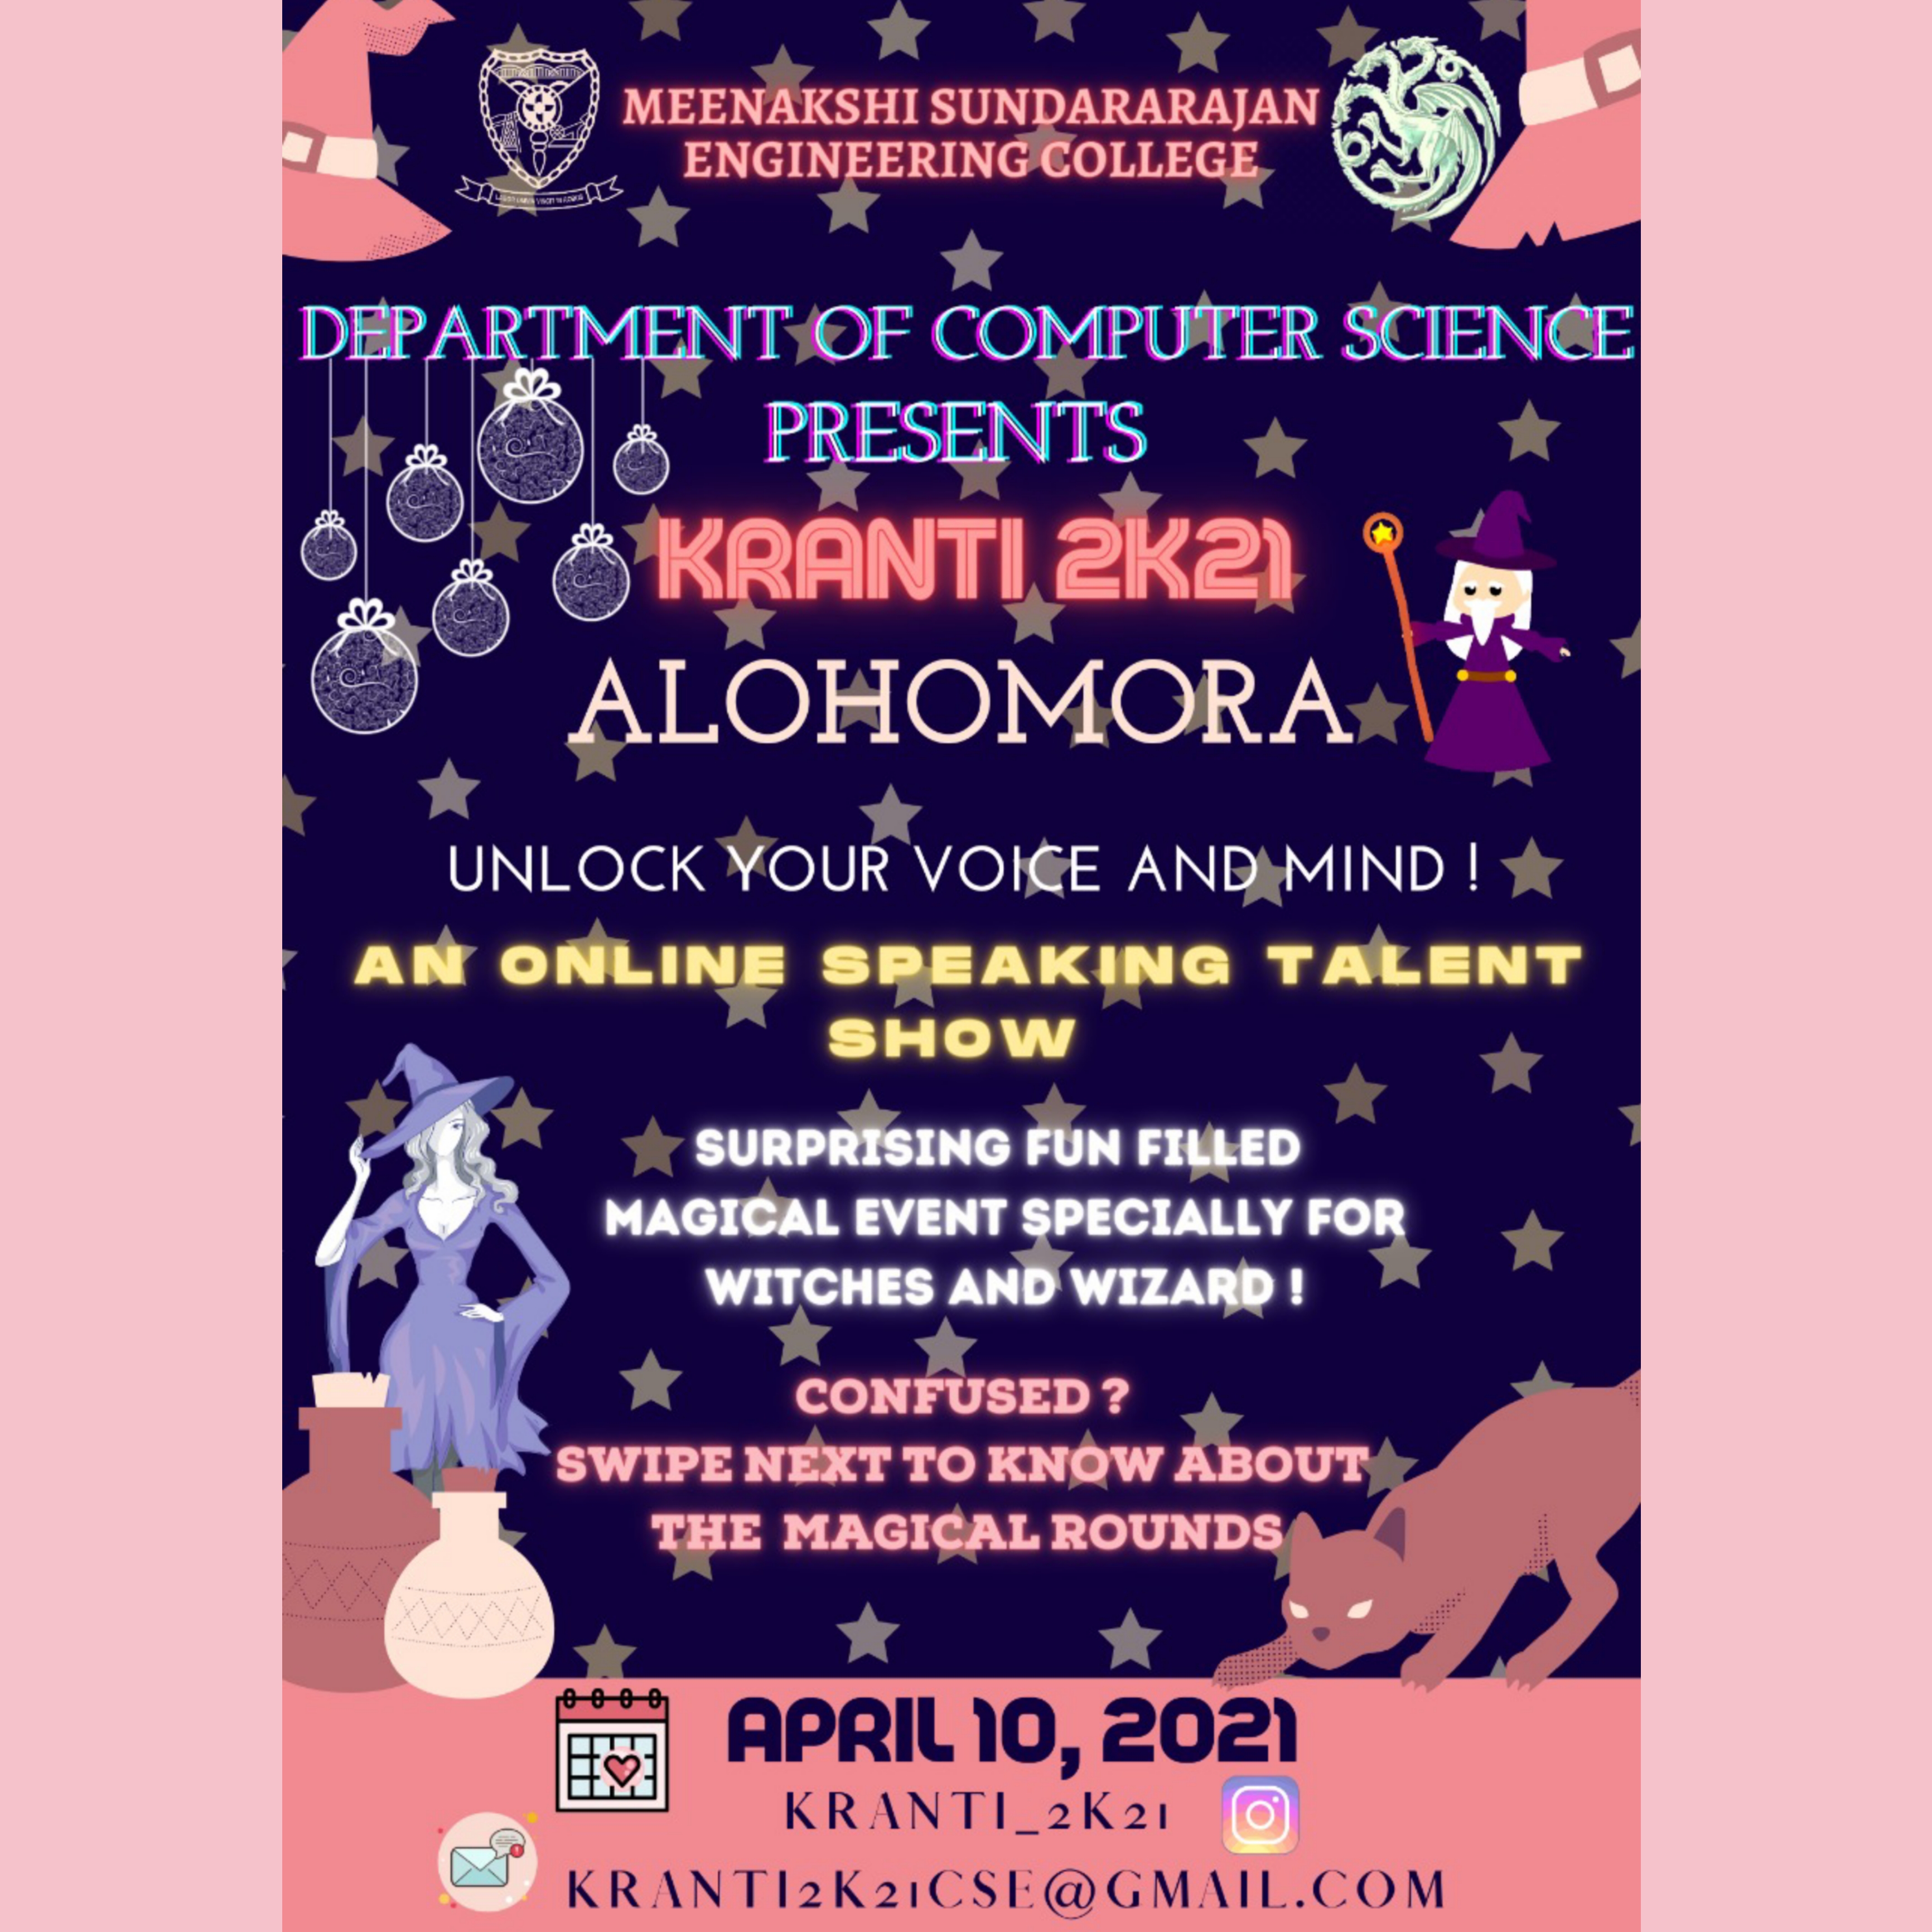 MEENAKSHI SUNDARARAJAN
ENGINEERING COLLEGE
DEPARTMENT OF COMPUTER SCIENCE
PRESENTS
KRANTI 2K21
ALOHOMORA
UNLOCK YOUR VOICE AND MIND !
AN ONLINE SPEAKING TALENT
SHOW
SURPRISING FUN FILLED
MAGICAL EVENT SPECIALLY FOR
WITCHES AND WIZARD !
CONFUSED ?
SWIPE NEXT TO KNOW ABOUT
THE MAGICAL ROUNDS
APRIL 10, 2021
KRANTI_2K21
KRANTI2K21CSE@GMAIL.COM